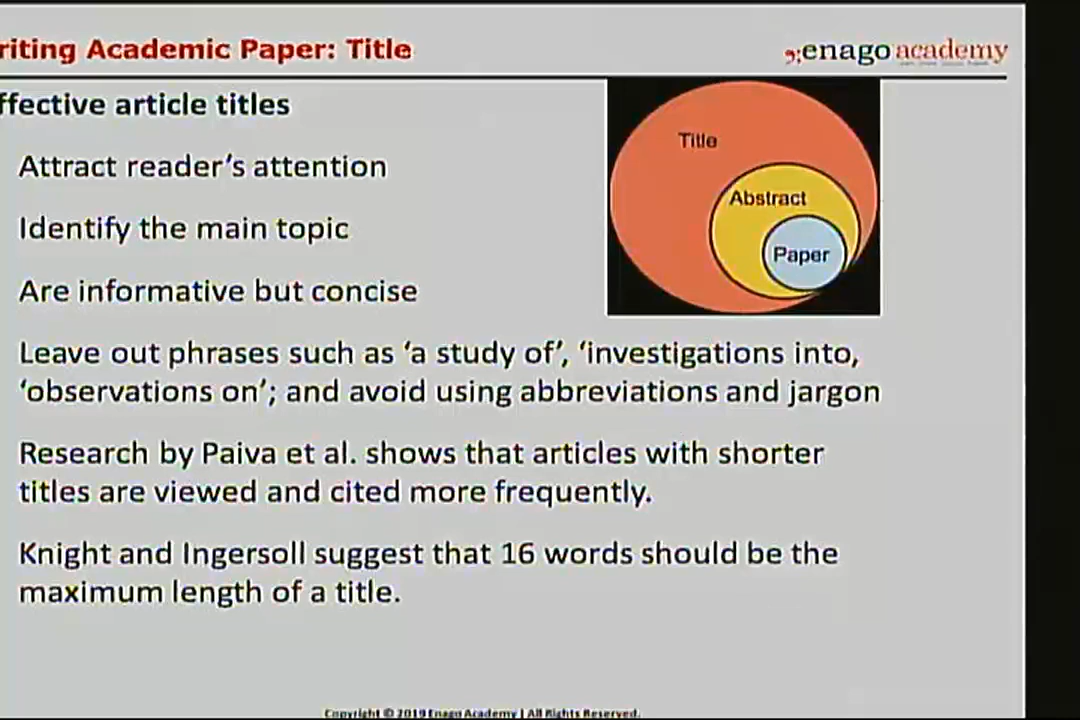 riting Academic Paper: Title
enago academy
ffective article titles
Title
Abstract
Paper
Attract reader's attention
Identify the main topic
Are informative but concise
Leave out phrases such as ‘a study of’, ‘investigations into,
‘observations on’; and avoid using abbreviations and jargon
Research by Paiva et al. shows that articles with shorter
titles are viewed and cited more frequently.
Knight and Ingersoll suggest that 16 words should be the
maximum length of a title.
Copyright © 2019 Enago Academy | All Rights Reserved.